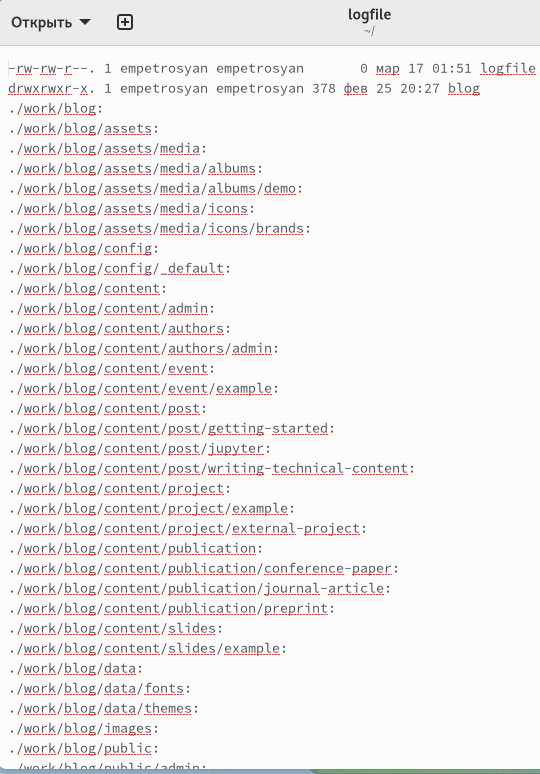 Открыть
logfile
~/
-rw-rw-r--. 1 empetrosyan empetrosyan       0 мар 17 01:51 logfile
drwxrwxr-x. 1 empetrosyan empetrosyan 378 фев 25 20:27 blog
./work/blog:
./work/blog/assets:
./work/blog/assets/media:
./work/blog/assets/media/albums:
./work/blog/assets/media/albums/demo:
./work/blog/assets/media/icons:
./work/blog/assets/media/icons/brands:
./work/blog/config:
./work/blog/config/_default:
./work/blog/content:
./work/blog/content/admin:
./work/blog/content/authors:
./work/blog/content/authors/admin:
./work/blog/content/event:
./work/blog/content/event/example:
./work/blog/content/post:
./work/blog/content/post/getting-started:
./work/blog/content/post/jupyter:
./work/blog/content/post/writing-technical-content:
./work/blog/content/project:
./work/blog/content/project/example:
./work/blog/content/project/external-project:
./work/blog/content/publication:
./work/blog/content/publication/conference-paper:
./work/blog/content/publication/journal-article:
./work/blog/content/publication/preprint:
./work/blog/content/slides:
./work/blog/content/slides/example:
./work/blog/data:
./work/blog/data/fonts:
./work/blog/data/themes:
./work/blog/images:
./work/blog/public:
./work/blog/public/admin: